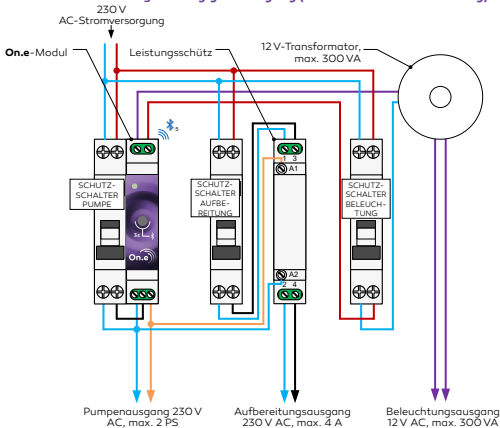 230 V
AC-Stromversorgung
On.e-Modul
Leistungsschütz
12 V-Transformator,
max. 300 VA
5
1 3
A1
SCHUTZ-
SCHALTER
PUMPE
SCHUTZ-
SCHALTER
AUFBE-
REITUNG
SCHUTZ-
SCHALTER
BELEUCH-
TUNG
3s
On.e
A2
2 4
Pumpenausgang 230 V
AC, max. 2 PS
Aufbereitungsausgang
230 V AC, max. 4 A
Beleuchtungsausgang
12 V AC, max. 300 VA